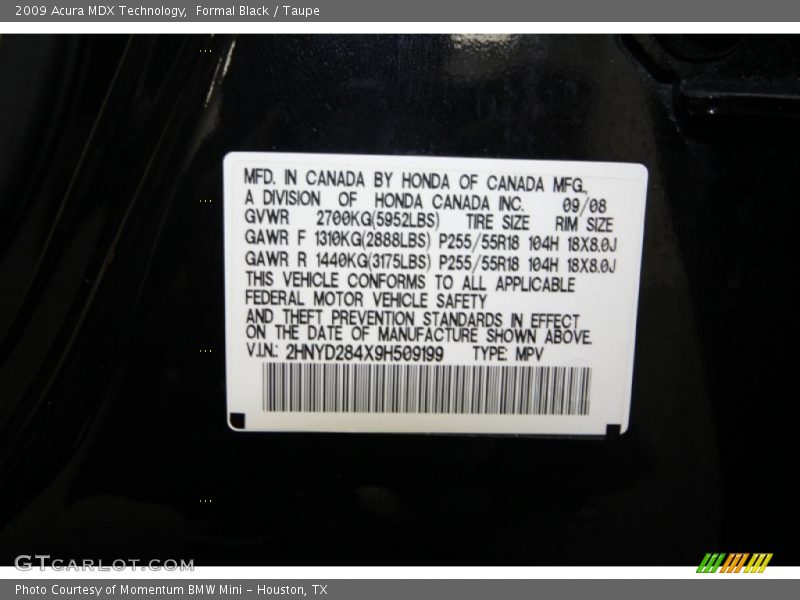 2009 Acura MDX Technology,  Formal Black / Taupe
MFD. IN CANADA BY HONDA OF CANADA MFG.,
A DIVISION OF HONDA CANADA INC. 09/08
GVWR 2700KG(5952LBS) TIRE SIZE RIM SIZE
GAWR F 1310KG(2888LBS) P255/55R18 104H 18X8.0J
GAWR R 1440KG(3175LBS) P255/55R18 104H 18X8.0J
THIS VEHICLE CONFORMS TO ALL APPLICABLE
FEDERAL MOTOR VEHICLE SAFETY
AND THEFT PREVENTION STANDARDS IN EFFECT
ON THE DATE OF MANUFACTURE SHOWN ABOVE.
V.I.N.: 2HNYD284X9H509199 TYPE: MPV
GTCARLOT.COM
Photo Courtesy of Momentum BMW Mini - Houston, TX